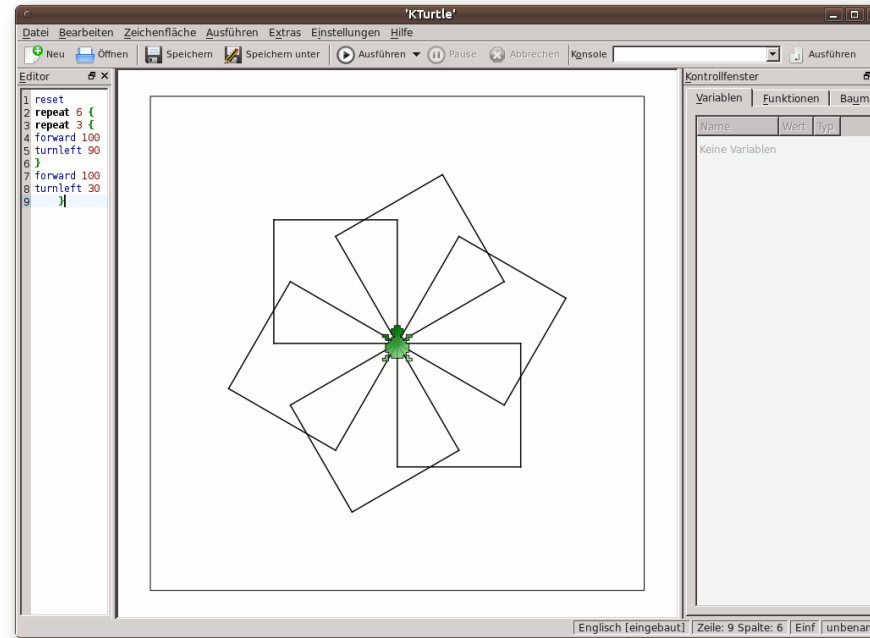 'KTurtle'
Datei Bearbeiten Zeichenfläche Ausführen Extras Einstellungen Hilfe
Neu Öffnen Speichern Speichern unter Ausführen Pause Abbrechen Konsole Ausführen
Editor
Kontrollfenster
Variablen Funktionen Baum
Name Wert Typ
Keine Variablen
1 reset
2 repeat 6 {
3 repeat 3 {
4 forward 100
5 turnleft 90
6 }
7 forward 100
8 turnleft 30
9 }
Englisch [eingebaut] Zeile: 9 Spalte: 6 Einf unbenan